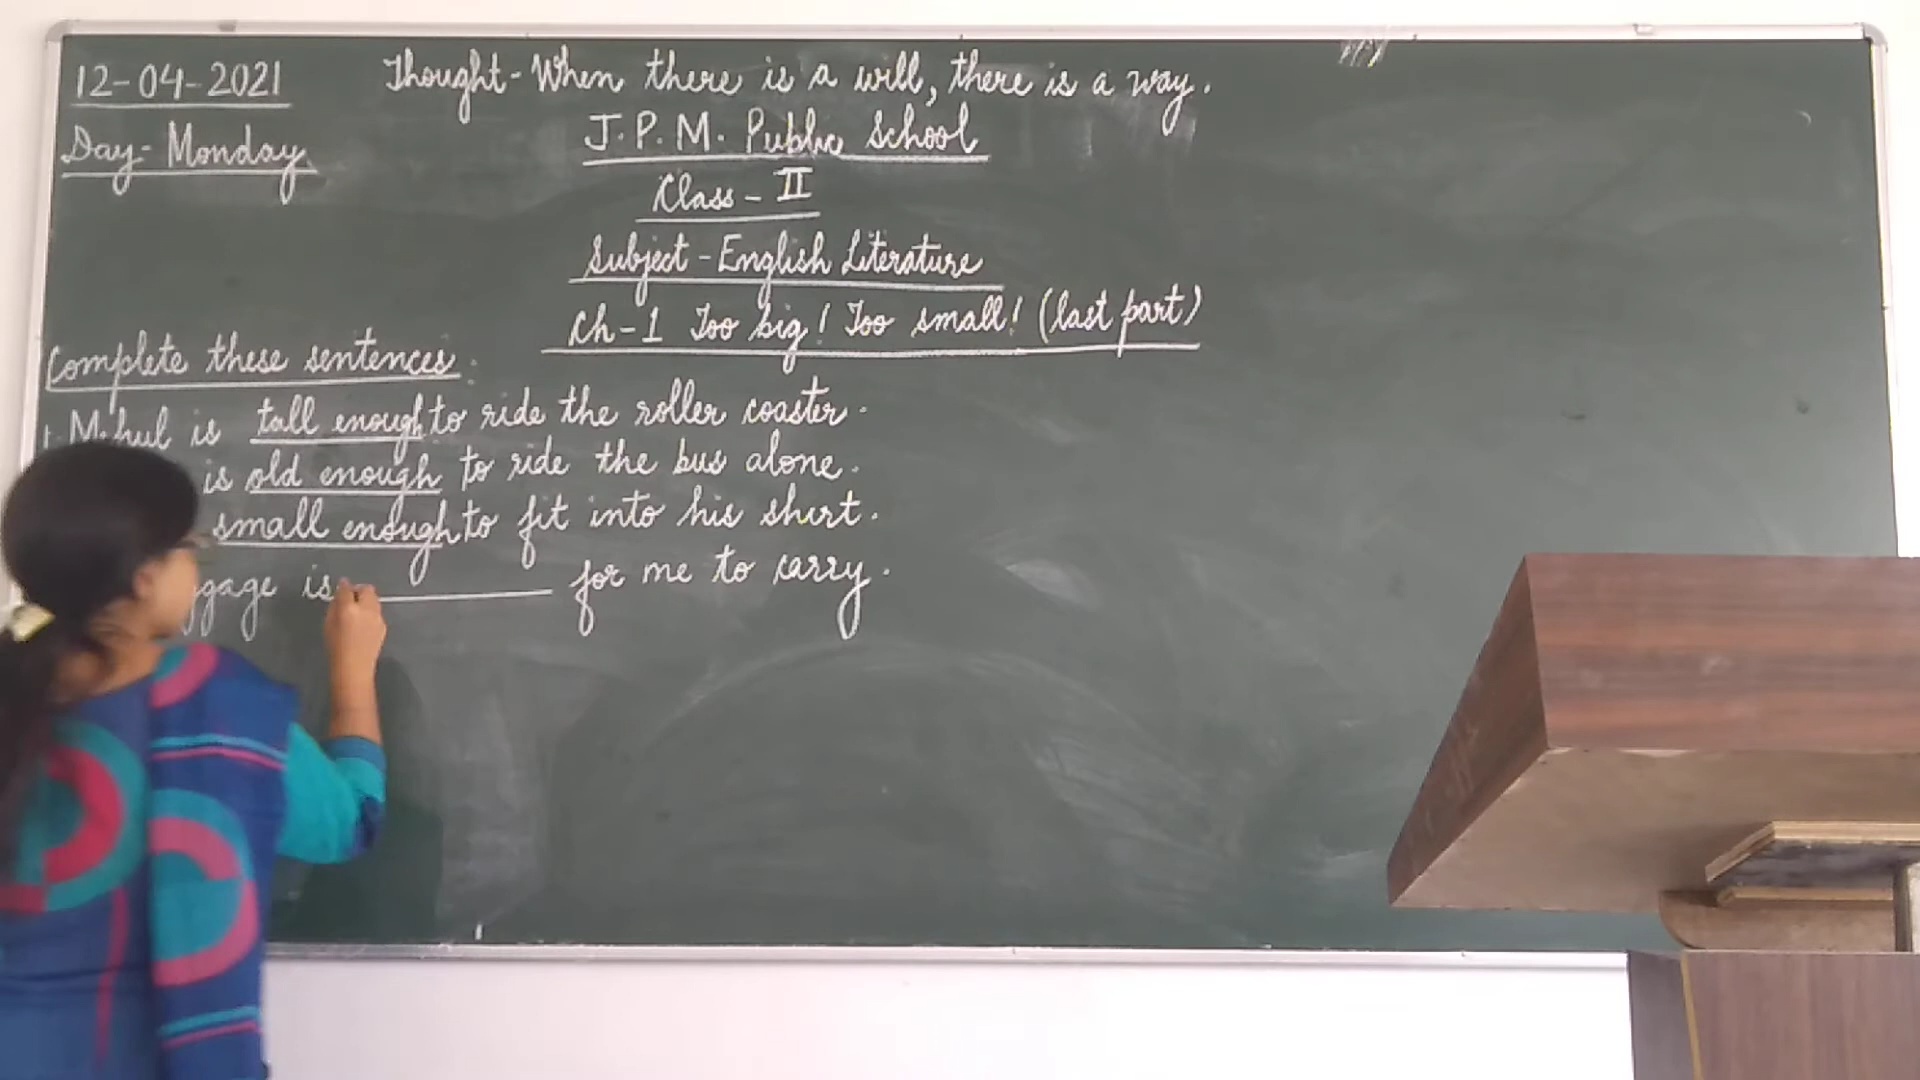 12-04-2021
Thought - When there is a will, there is a way.
Day - Monday
J.P.M. Public School
Class - II
Subject - English Literature
Ch-1 Too big! Too small! (last part)
Complete these sentences:
1. Mehul is tall enough to ride the roller coaster.
is old enough to ride the bus alone.
small enough to fit into his shirt.
is ________ for me to carry.